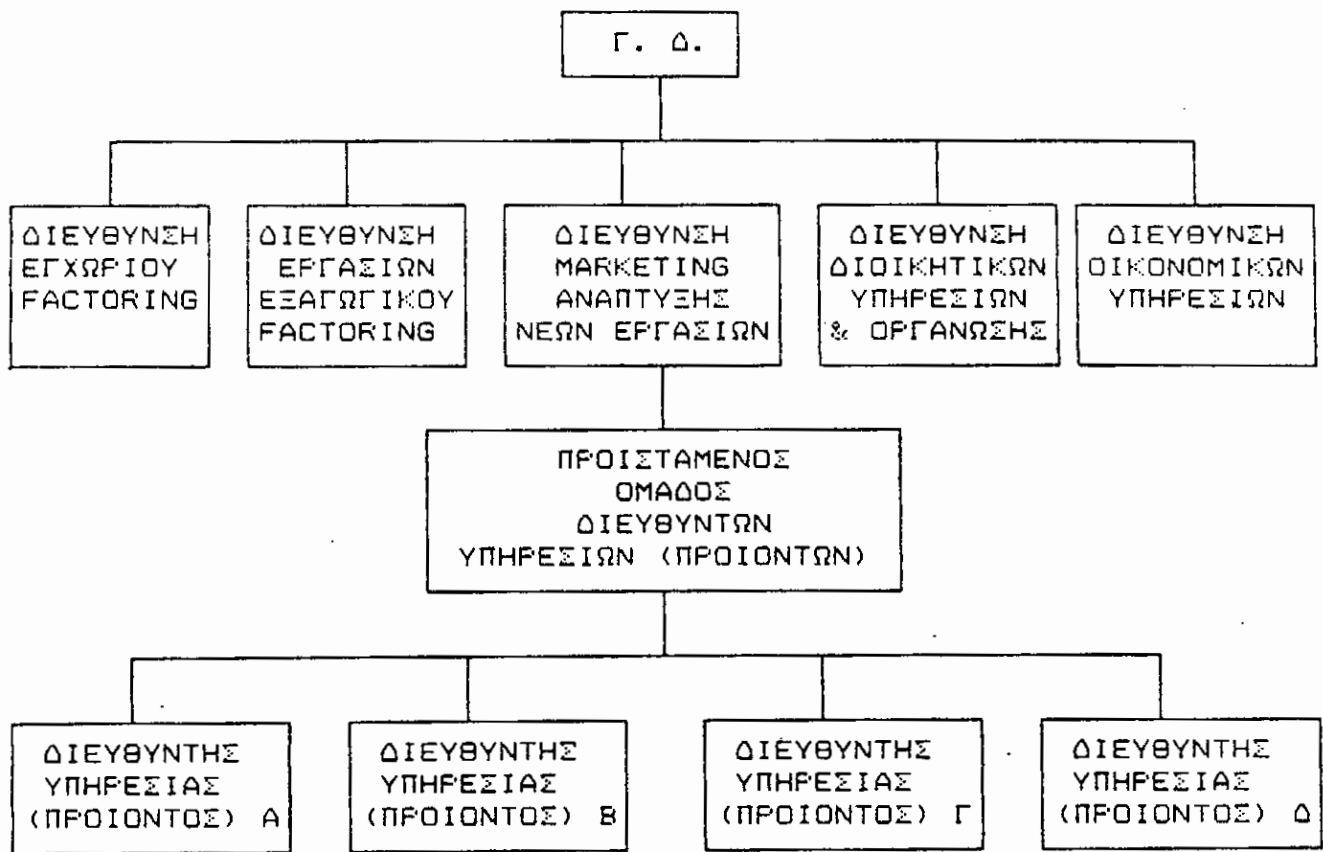 Γ. Δ.
ΔΙΕΥΘΥΝΣΗ
ΕΓΧΩΡΙΟΥ
FACTORING
ΔΙΕΥΘΥΝΣΗ
ΕΡΓΑΣΙΩΝ
ΕΞΑΓΩΓΙΚΟΥ
FACTORING
ΔΙΕΥΘΥΝΣΗ
MARKETING
ΑΝΑΠΤΥΞΗΣ
ΝΕΩΝ ΕΡΓΑΣΙΩΝ
ΔΙΕΥΘΥΝΣΗ
ΔΙΟΙΚΗΤΙΚΩΝ
ΥΠΗΡΕΣΙΩΝ
& ΟΡΓΑΝΩΣΗΣ
ΔΙΕΥΘΥΝΣΗ
ΟΙΚΟΝΟΜΙΚΩΝ
ΥΠΗΡΕΣΙΩΝ
ΠΡΟΙΣΤΑΜΕΝΟΣ
ΟΜΑΔΟΣ
ΔΙΕΥΘΥΝΤΩΝ
ΥΠΗΡΕΣΙΩΝ (ΠΡΟΙΟΝΤΩΝ)
ΔΙΕΥΘΥΝΤΗΣ
ΥΠΗΡΕΣΙΑΣ
(ΠΡΟΙΟΝΤΟΣ) Α
ΔΙΕΥΘΥΝΤΗΣ
ΥΠΗΡΕΣΙΑΣ
(ΠΡΟΙΟΝΤΟΣ) Β
ΔΙΕΥΘΥΝΤΗΣ
ΥΠΗΡΕΣΙΑΣ
(ΠΡΟΙΟΝΤΟΣ) Γ
ΔΙΕΥΘΥΝΤΗΣ
ΥΠΗΡΕΣΙΑΣ
(ΠΡΟΙΟΝΤΟΣ) Δ